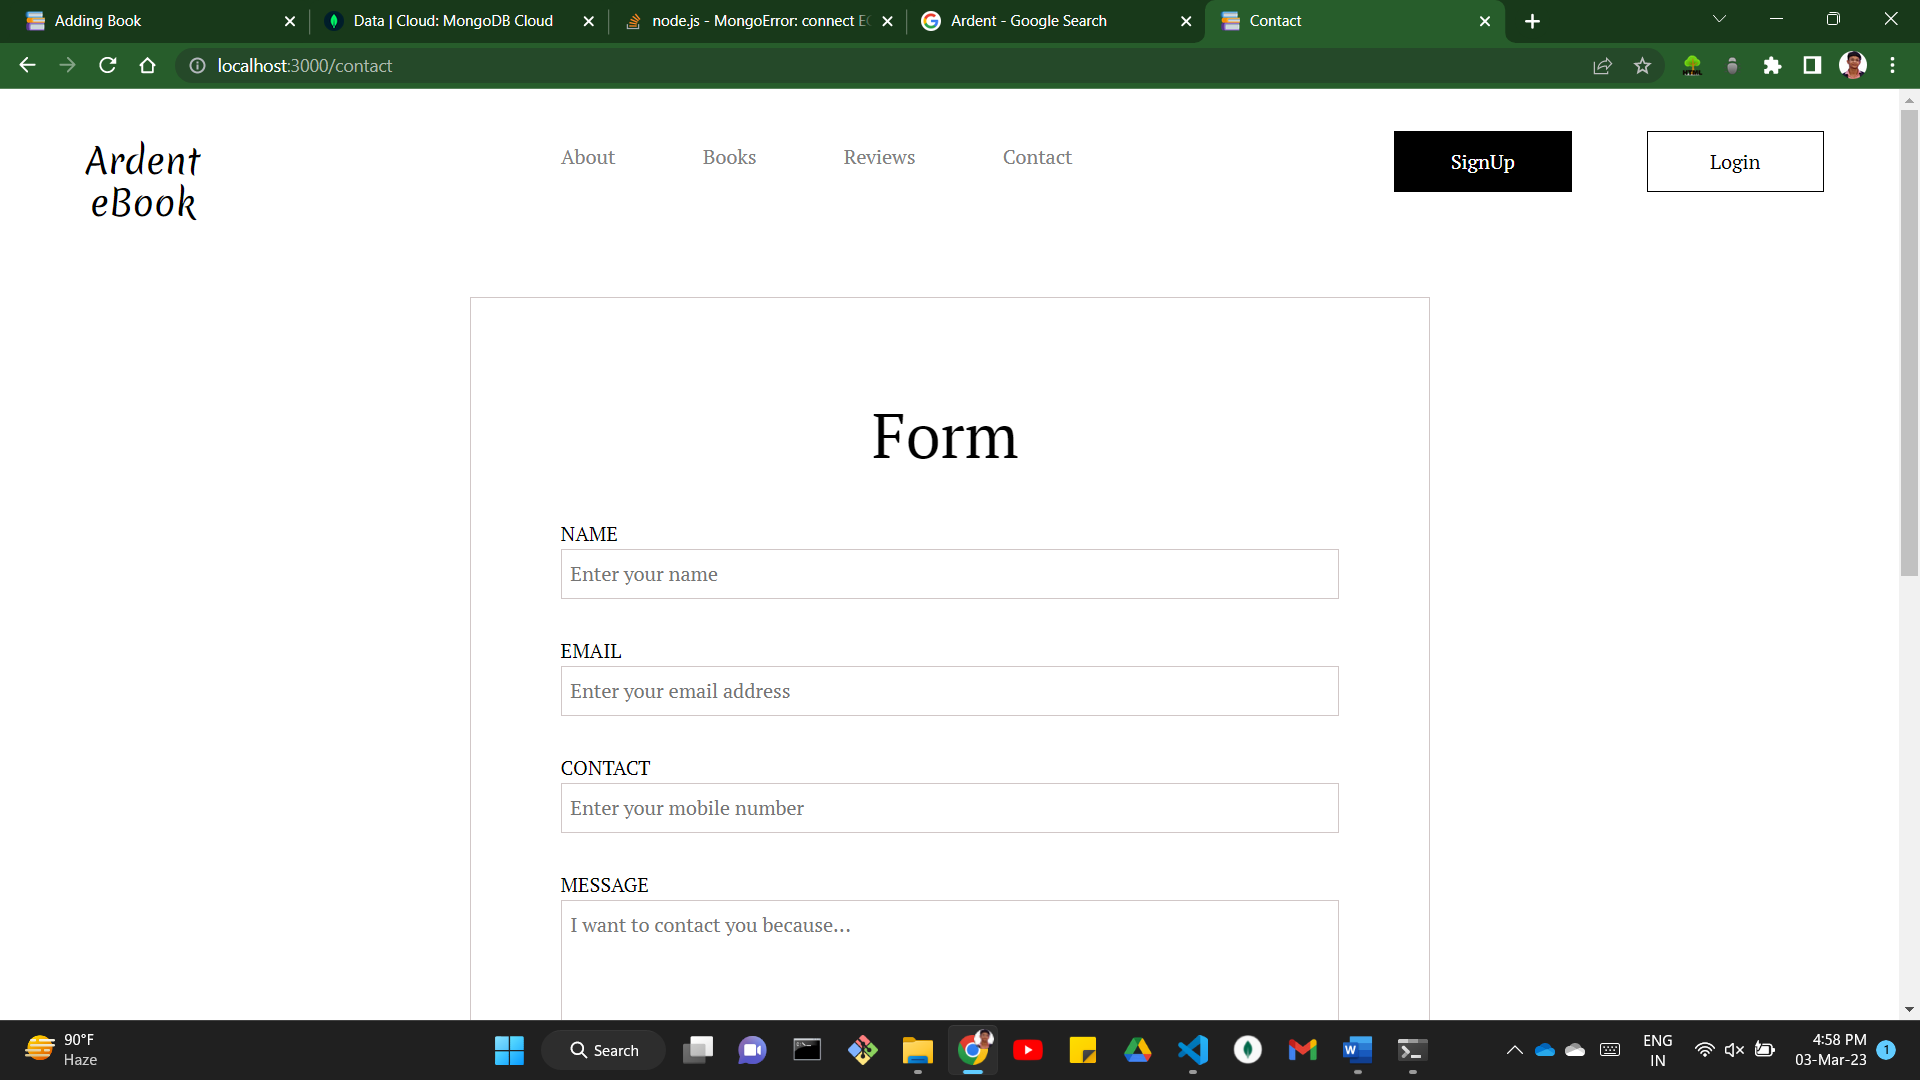 Adding Book
Data | Cloud: MongoDB Cloud
node.js - MongoError: connect EC
Ardent - Google Search
Contact
localhost:3000/contact
HTML
Ardent
eBook
About
Books
Reviews
Contact
SignUp
Login
Form
NAME
Enter your name
EMAIL
Enter your email address
CONTACT
Enter your mobile number
MESSAGE
I want to contact you because...
90°F
Haze
Search
ENG
IN
4:58 PM
03-Mar-23
1